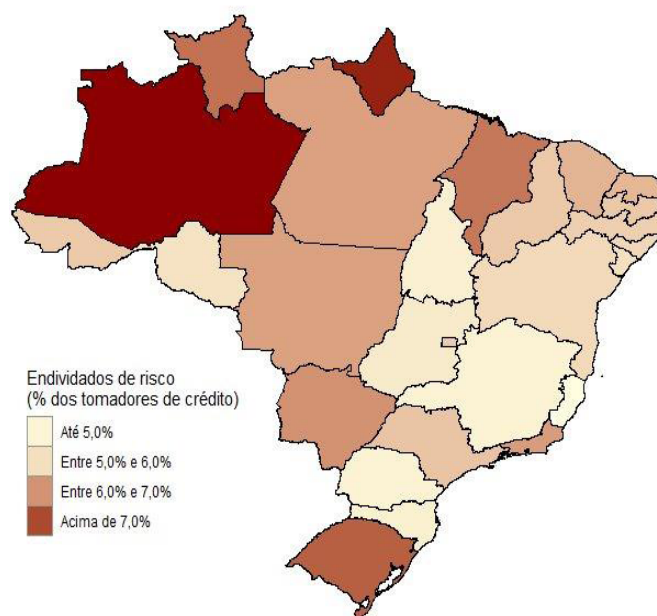 Endividados de risco
(% dos tomadores de crédito)
Até 5,0%
Entre 5,0% e 6,0%
Entre 6,0% e 7,0%
Acima de 7,0%